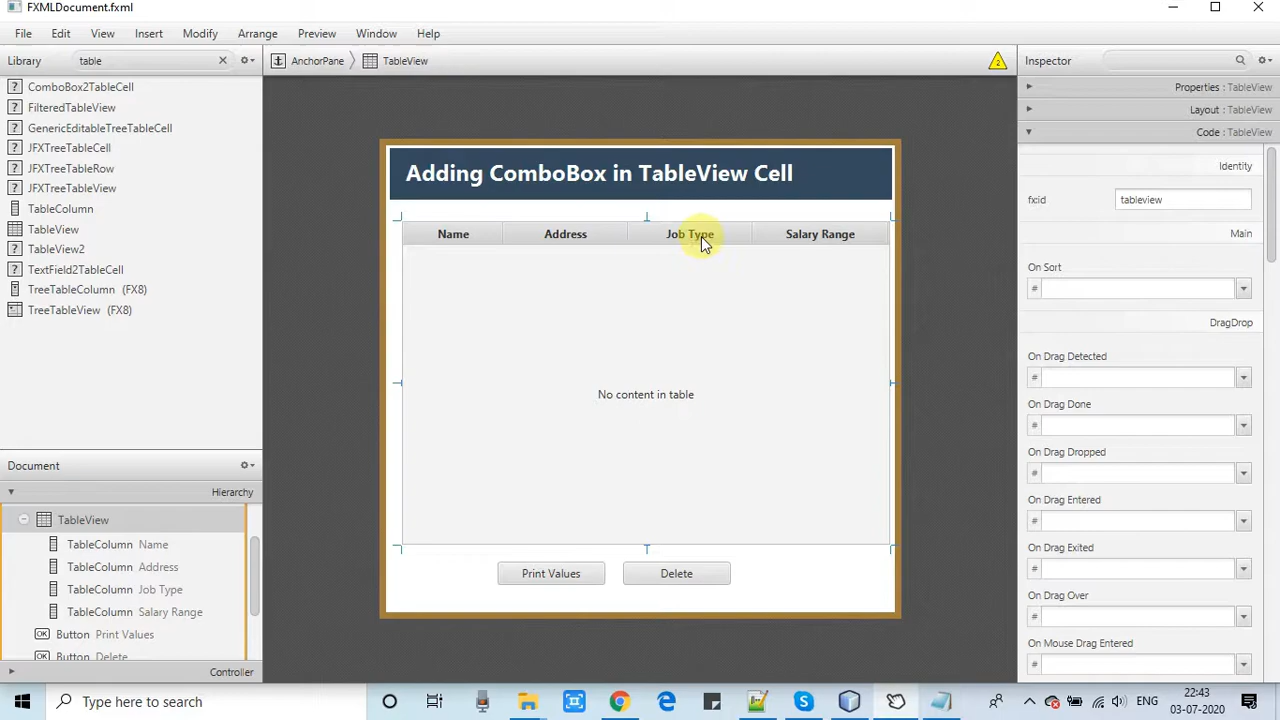 FXMLDocument.fxml
File Edit View Insert Modify Arrange Preview Window Help
Library table
AnchorPane TableView
2
Inspector
? ComboBox2TableCell
? FilteredTableView
? GenericEditableTreeTableCell
? JFXTreeTableCell
? JFXTreeTableRow
? JFXTreeTableView
TableColumn
TableView
TableView2
? TextField2TableCell
TreeTableColumn (FX8)
TreeTableView (FX8)
Document
Hierarchy
TableView
TableColumn Name
TableColumn Address
TableColumn Job Type
TableColumn Salary Range
OK Button Print Values
OK Button Delete
Controller
Adding ComboBox in TableView Cell
Name Address Job Type Salary Range
No content in table
Print Values Delete
Properties : TableView
Layout : TableView
Code : TableView
Identity
fx:id tableview
Main
On Sort
#
DragDrop
On Drag Detected
#
On Drag Done
#
On Drag Dropped
#
On Drag Entered
#
On Drag Exited
#
On Drag Over
#
On Mouse Drag Entered
#
Type here to search
ENG
22:43
03-07-2020